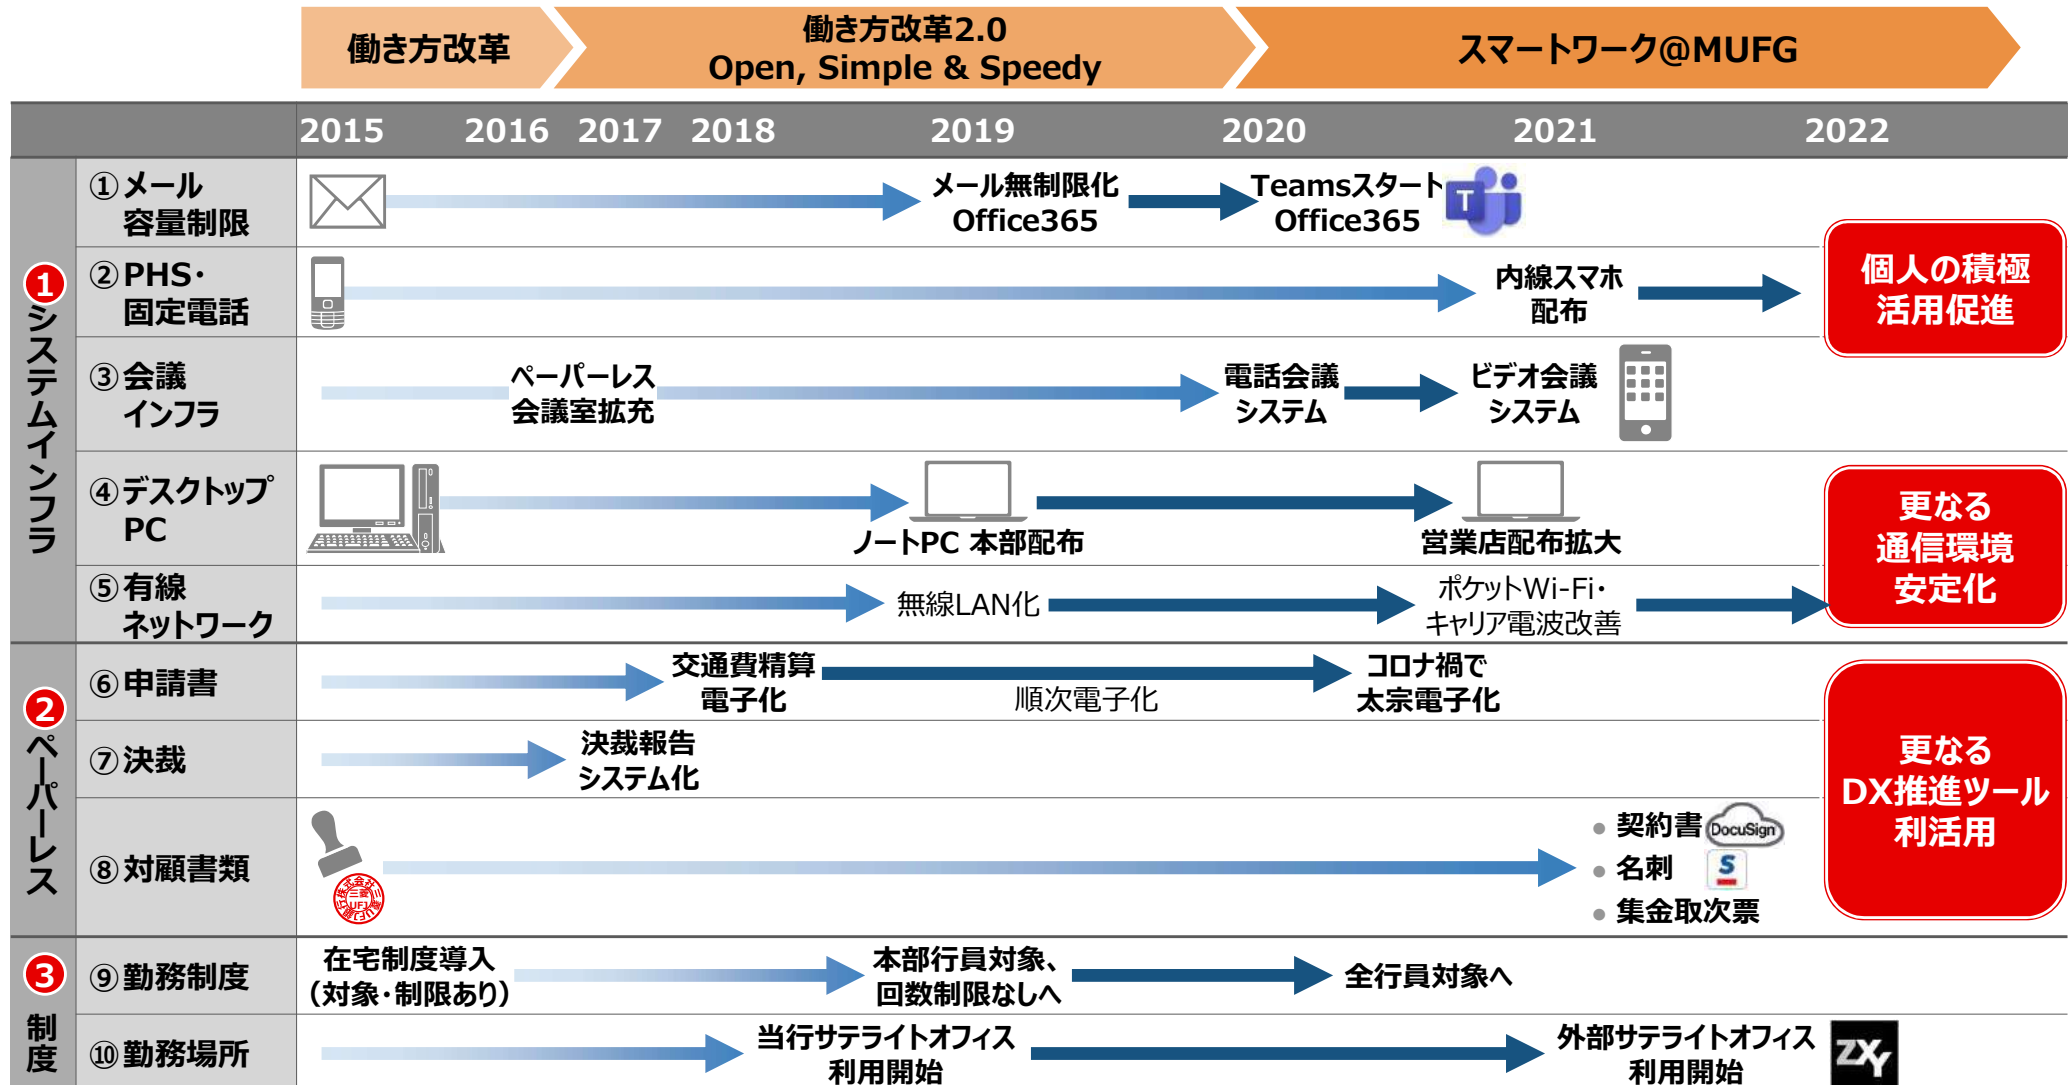 働き方改革
働き方改革2.0
Open, Simple & Speedy
スマートワーク@MUFG
2015 2016 2017 2018 2019 2020 2021 2022
❶システムインフラ
①メール
容量制限
メール無制限化
Office365
Teamsスタート
Office365
T
②PHS・
固定電話
内線スマホ
配布
個人の積極
活用促進
③会議
インフラ
ペーパーレス
会議室拡充
電話会議
システム
ビデオ会議
システム
④デスクトップ
PC
ノートPC 本部配布
営業店配布拡大
更なる
通信環境
安定化
⑤有線
ネットワーク
無線LAN化
ポケットWi-Fi・
キャリア電波改善
❷ペーパーレス
⑥申請書
交通費精算
電子化
順次電子化
コロナ禍で
太宗電子化
⑦決裁
決裁報告
システム化
更なる
DX推進ツール
利活用
⑧対顧書類
● 契約書 DocuSign
● 名刺 S
● 集金取次票
❸制度
⑨勤務制度
在宅制度導入
（対象・制限あり）
本部行員対象、
回数制限なしへ
全行員対象へ
⑩勤務場所
当行サテライトオフィス
利用開始
外部サテライトオフィス
利用開始
ZXY